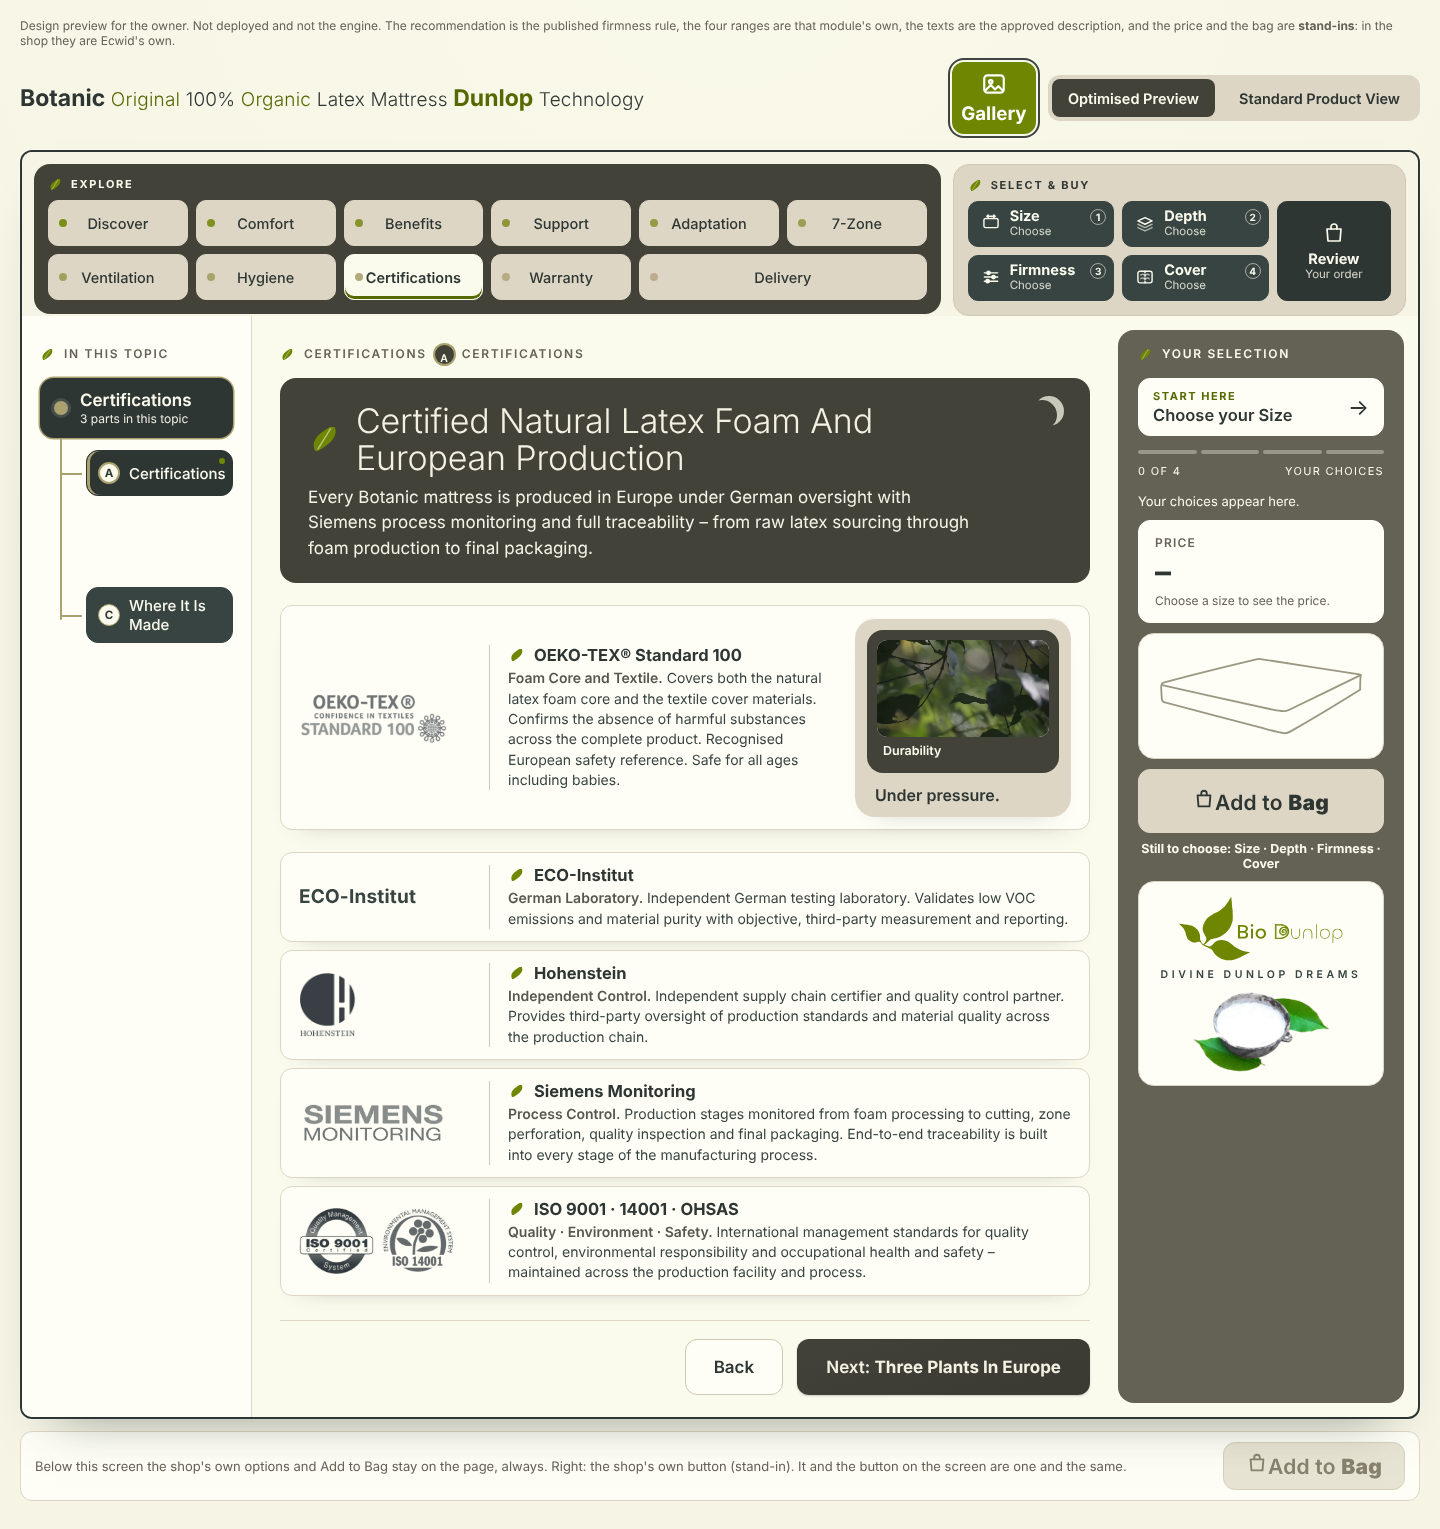 Design preview for the owner. Not deployed and not the engine. The recommendation is the published firmness rule, the four ranges are that module's own, the texts are the approved description, and the price and the bag are stand-ins: in the
shop they are Ecwid's own.
Botanic Original 100% Organic Latex Mattress Dunlop Technology
Gallery
Optimised Preview
Standard Product View
EXPLORE
Discover
Comfort
Benefits
Support
Adaptation
7-Zone
Ventilation
Hygiene
Certifications
Warranty
Delivery
SELECT & BUY
Size
Choose
1
Depth
Choose
2
Firmness
Choose
3
Cover
Choose
4
Review
Your order
IN THIS TOPIC
Certifications
3 parts in this topic
A Certifications
C Where It Is
Made
CERTIFICATIONS A CERTIFICATIONS
Certified Natural Latex Foam And
European Production
Every Botanic mattress is produced in Europe under German oversight with
Siemens process monitoring and full traceability – from raw latex sourcing through
foam production to final packaging.
OEKO-TEX®
CONFIDENCE IN TEXTILES
STANDARD 100
OEKO-TEX® Standard 100
Foam Core and Textile. Covers both the natural
latex foam core and the textile cover materials.
Confirms the absence of harmful substances
across the complete product. Recognised
European safety reference. Safe for all ages
including babies.
Durability
Under pressure.
ECO-Institut
ECO-Institut
German Laboratory. Independent German testing laboratory. Validates low VOC
emissions and material purity with objective, third-party measurement and reporting.
HOHENSTEIN
Hohenstein
Independent Control. Independent supply chain certifier and quality control partner.
Provides third-party oversight of production standards and material quality across
the production chain.
SIEMENS
MONITORING
Siemens Monitoring
Process Control. Production stages monitored from foam processing to cutting, zone
perforation, quality inspection and final packaging. End-to-end traceability is built
into every stage of the manufacturing process.
Quality Management
ISO 9001
Certified
System
ENVIRONMENTAL MANAGEMENT SYSTEM
ISO 14001
ISO 9001 · 14001 · OHSAS
Quality · Environment · Safety. International management standards for quality
control, environmental responsibility and occupational health and safety –
maintained across the production facility and process.
Back
Next: Three Plants In Europe
YOUR SELECTION
START HERE
Choose your Size
0 OF 4
YOUR CHOICES
Your choices appear here.
PRICE
–
Choose a size to see the price.
Add to Bag
Still to choose: Size · Depth · Firmness ·
Cover
Bio Dunlop
DIVINE DUNLOP DREAMS
Below this screen the shop's own options and Add to Bag stay on the page, always. Right: the shop's own button (stand-in). It and the button on the screen are one and the same.
Add to Bag